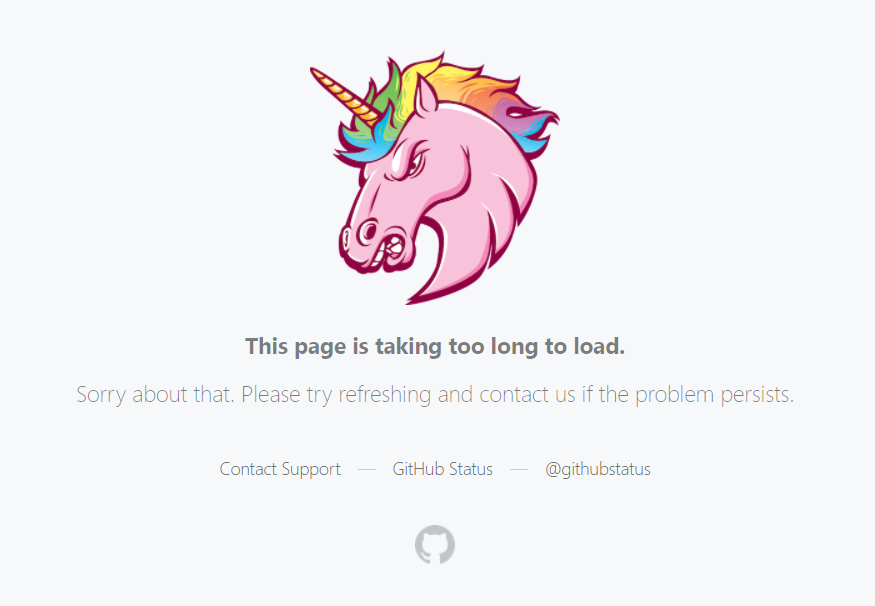 This page is taking too long to load.
Sorry about that. Please try refreshing and contact us if the problem persists.
Contact Support — GitHub Status — @githubstatus